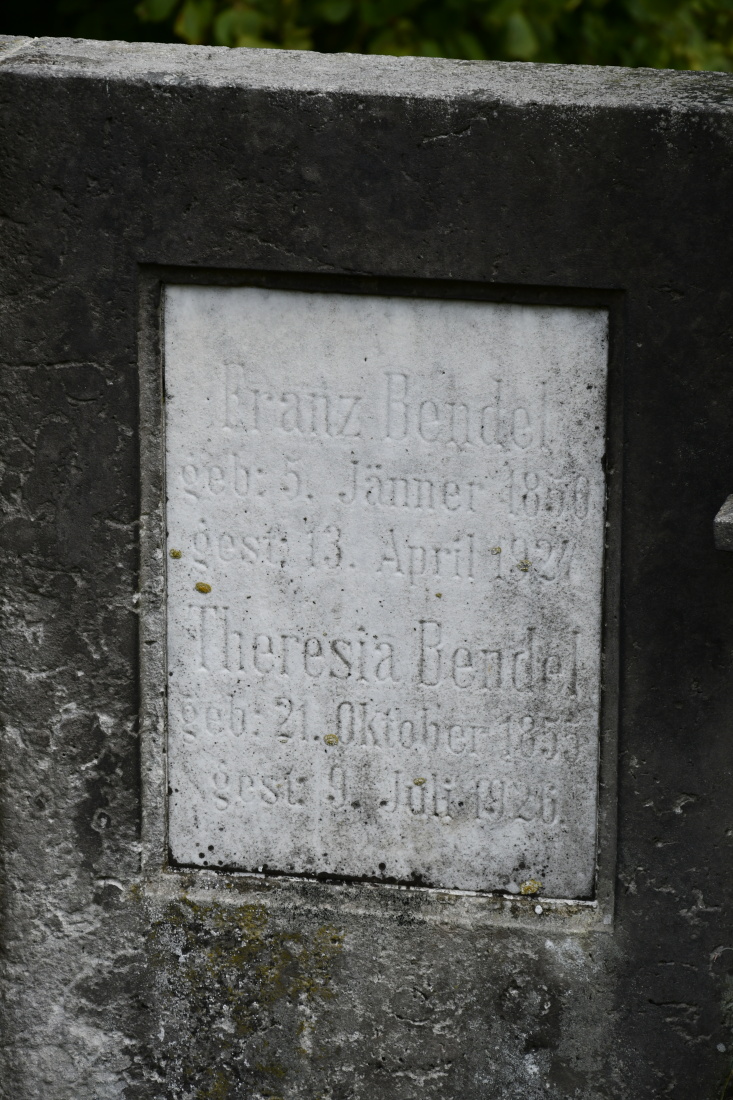 Franz Bendel
geb: 5. Jänner 1850
gest: 13. April 1927
Theresia Bendel
geb: 21. Oktober 1855
gest: 9. Juli 1926.